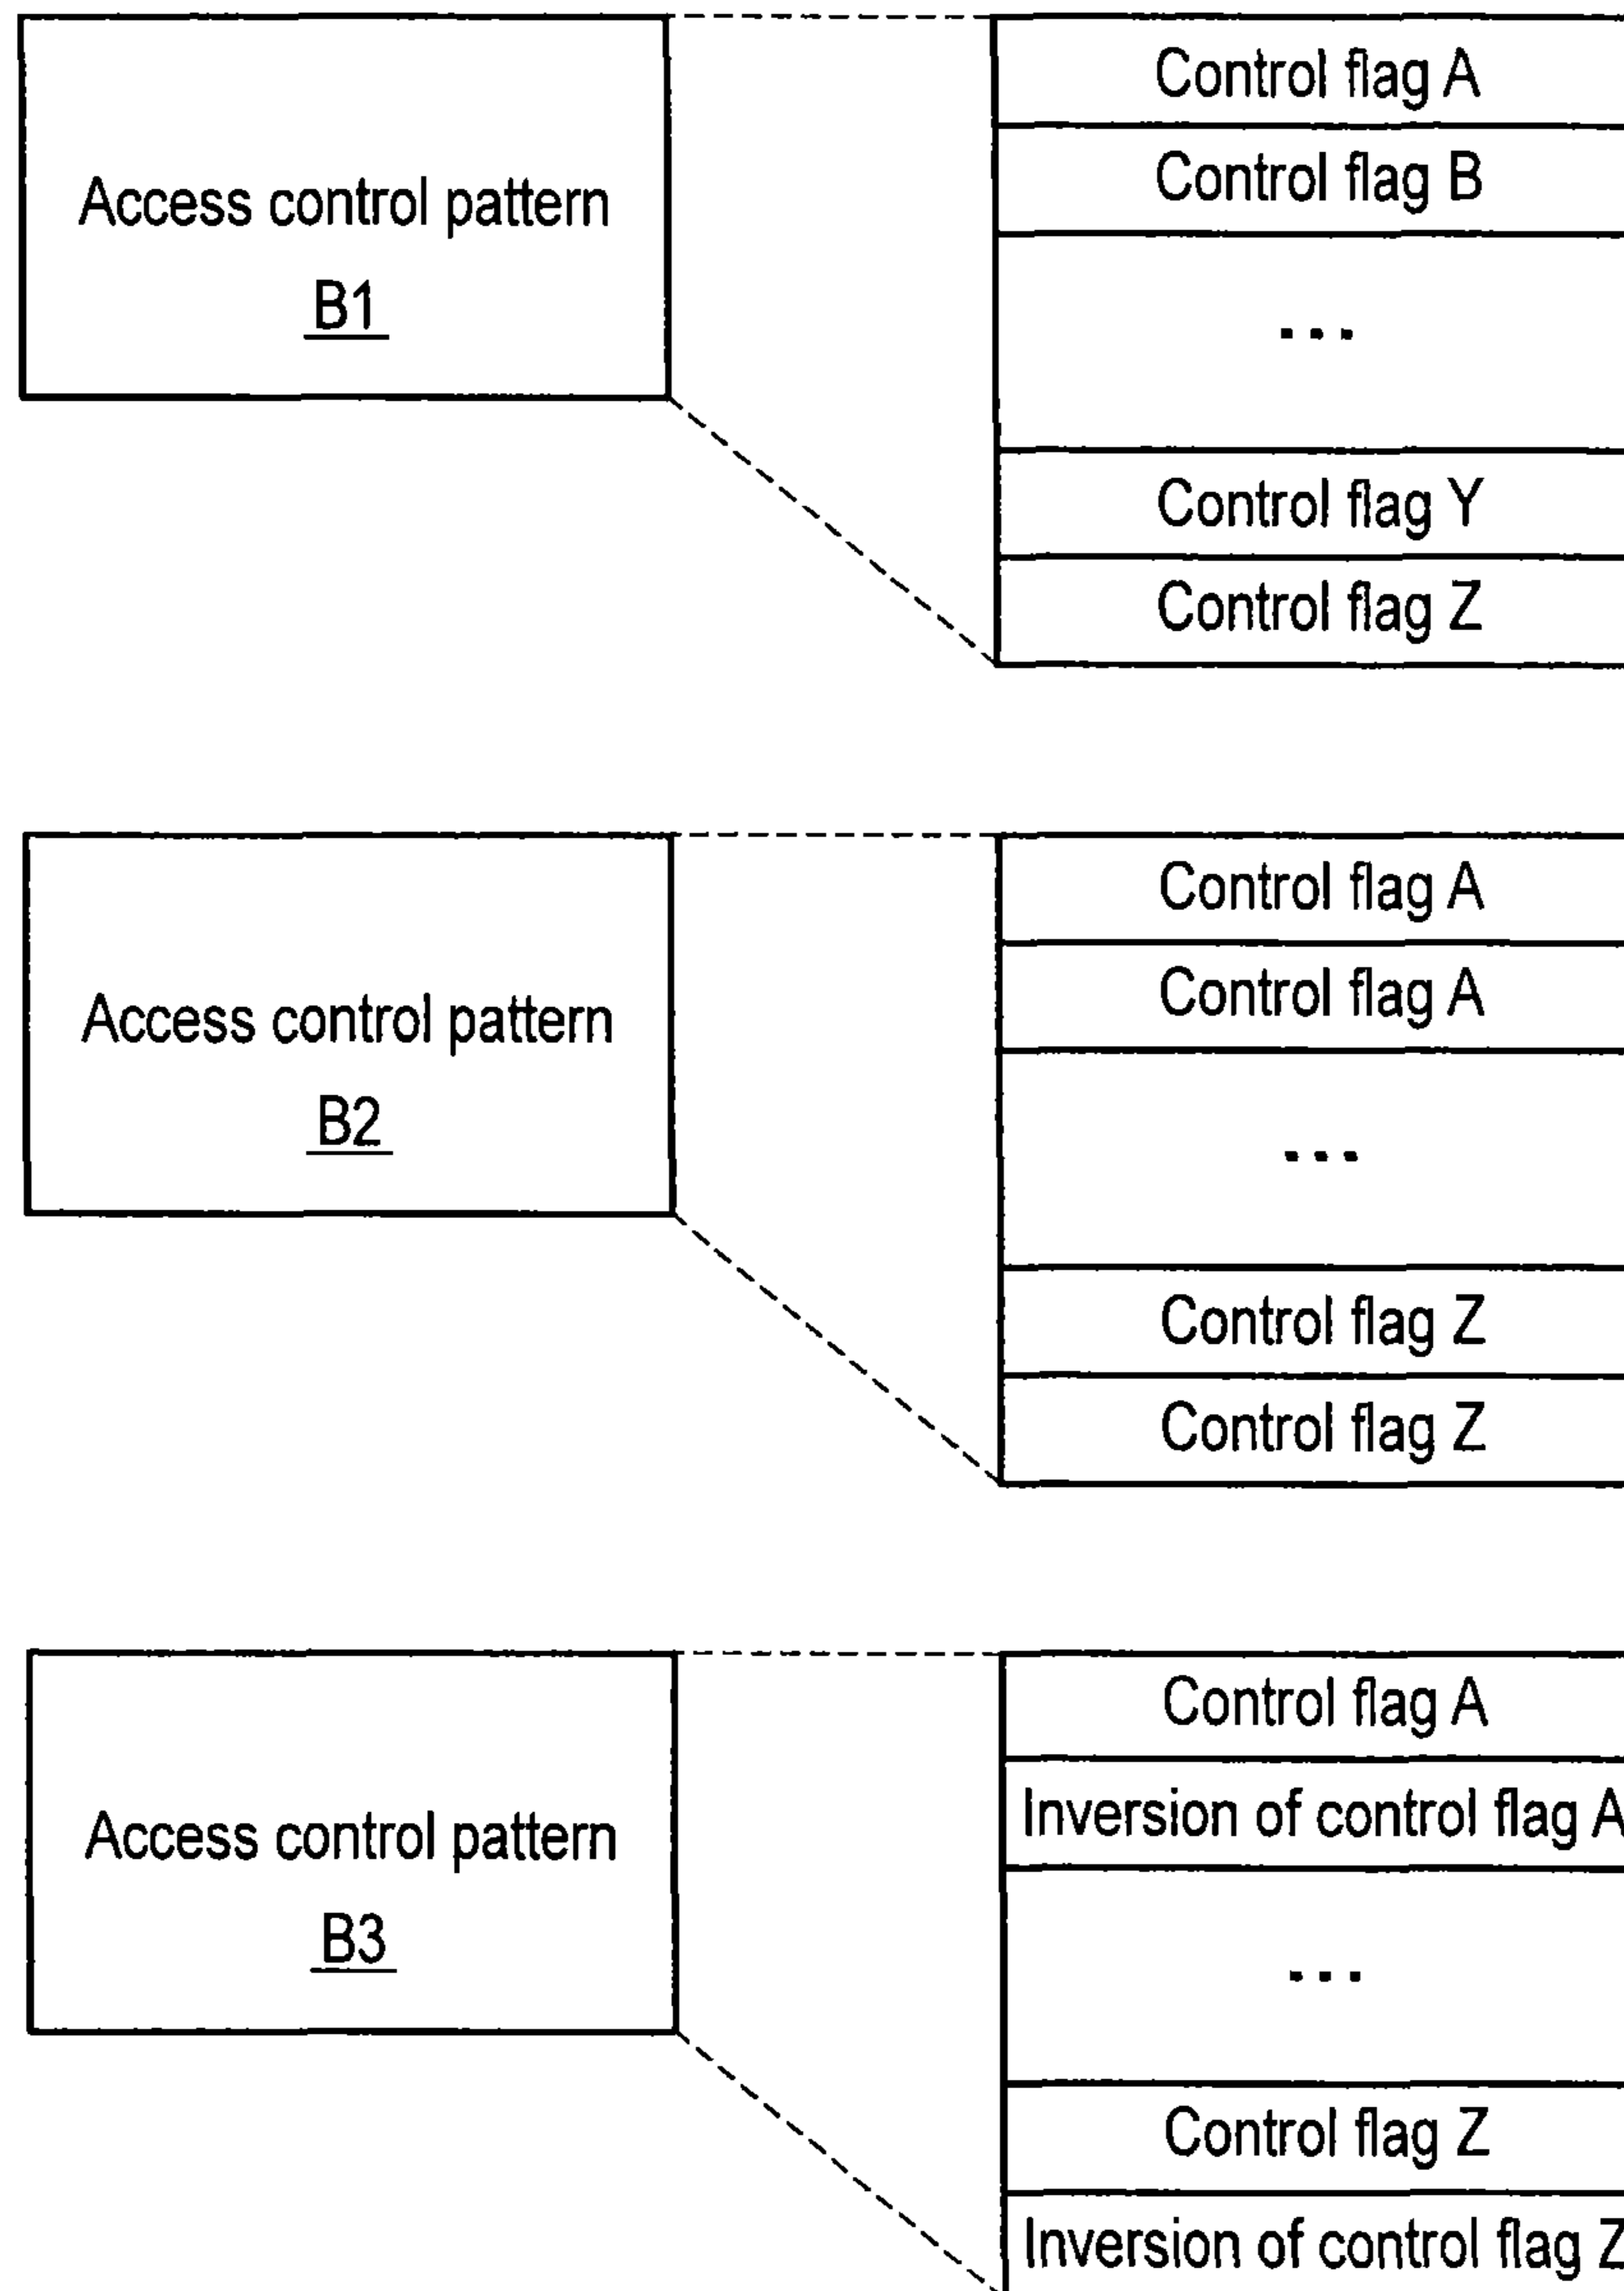 Access control pattern
B1
Control flag A
Control flag B
...
Control flag Y
Control flag Z
Access control pattern
B2
Control flag A
Control flag A
...
Control flag Z
Control flag Z
Access control pattern
B3
Control flag A
Inversion of control flag A
...
Control flag Z
Inversion of control flag Z